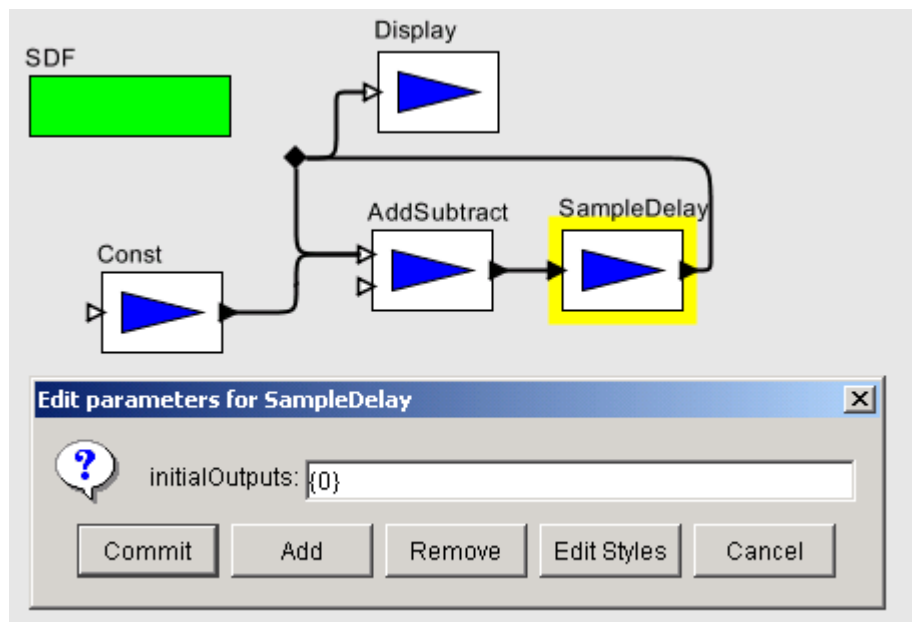 Display
SDF
AddSubtract
SampleDelay
Const
Edit parameters for SampleDelay
?
initialOutputs: {0}
Commit Add Remove Edit Styles Cancel